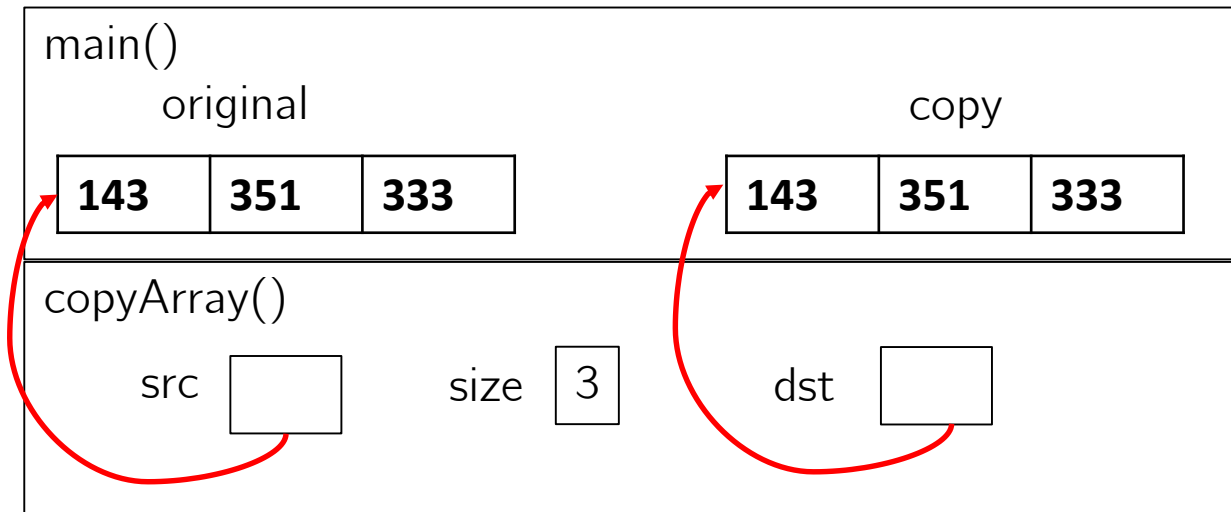 main()
original copy
143 351 333 143 351 333
copyArray()
src size 3 dst